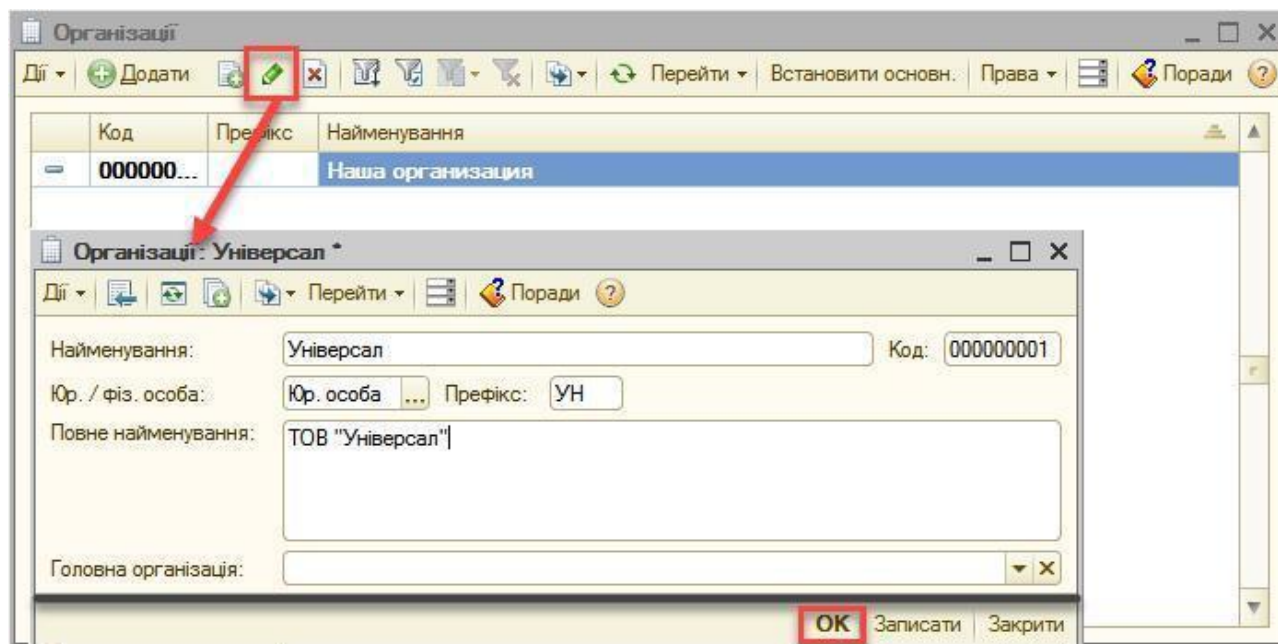 Організації
Дії Додати Перейти Встановити основн. Права Поради
Код Префікс Найменування
000000... Наша организация
Організації: Універсал *
Дії Перейти Поради
Найменування: Універсал Код: 000000001
Юр. / фіз. особа: Юр. особа ... Префікс: УН
Повне найменування: ТОВ "Універсал"
Головна організація:
OK Записати Закрити